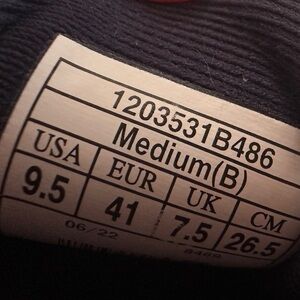 1203531B486
Medium(B)
USA EUR UK CM
9.5 41 7.5 26.5
06/22